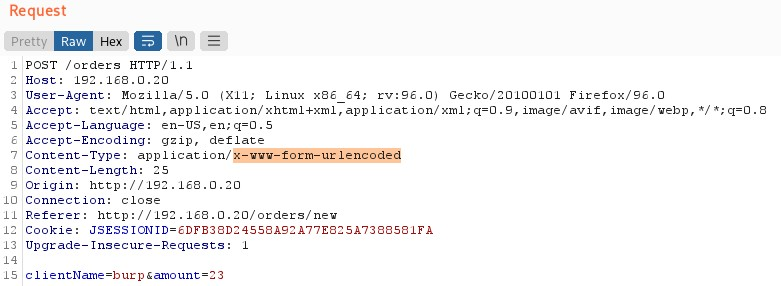 Request
Pretty Raw Hex \n
1 POST /orders HTTP/1.1
2 Host: 192.168.0.20
3 User-Agent: Mozilla/5.0 (X11; Linux x86_64; rv:96.0) Gecko/20100101 Firefox/96.0
4 Accept: text/html,application/xhtml+xml,application/xml;q=0.9,image/avif,image/webp,*/*;q=0.8
5 Accept-Language: en-US,en;q=0.5
6 Accept-Encoding: gzip, deflate
7 Content-Type: application/x-www-form-urlencoded
8 Content-Length: 25
9 Origin: http://192.168.0.20
10 Connection: close
11 Referer: http://192.168.0.20/orders/new
12 Cookie: JSESSIONID=6DFB38D24558A92A77E825A7388581FA
13 Upgrade-Insecure-Requests: 1
14
15 clientName=burp&amount=23